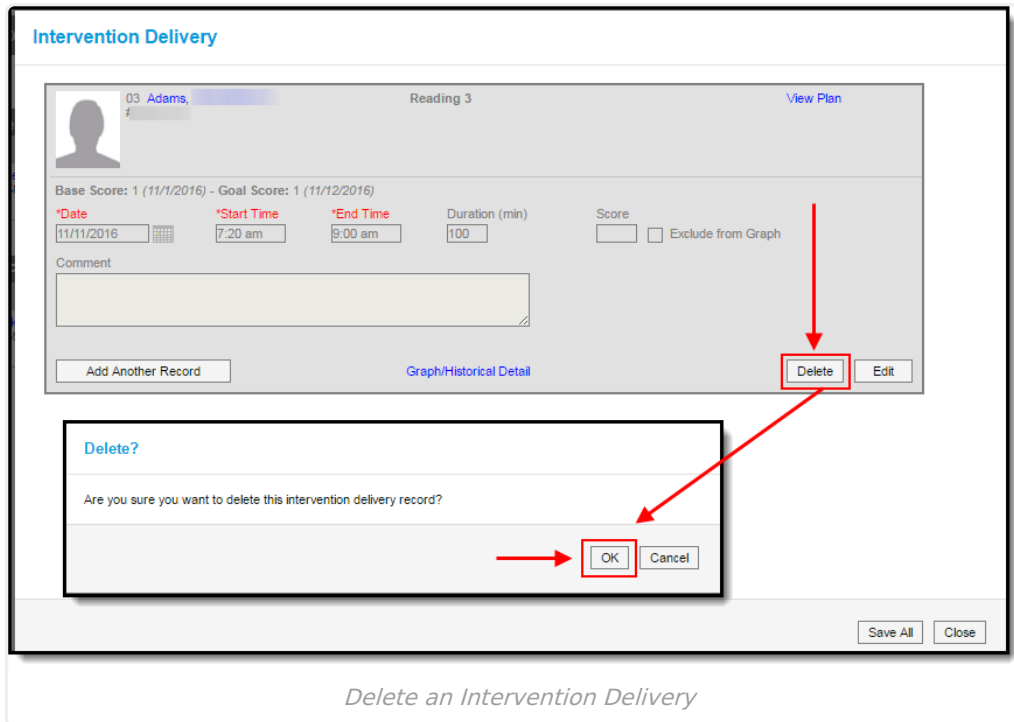 Intervention Delivery
03 Adams, Reading 3 View Plan
#
Base Score: 1 (11/1/2016) - Goal Score: 1 (11/12/2016)
*Date *Start Time *End Time Duration (min) Score
11/11/2016 7:20 am 9:00 am 100 Exclude from Graph
Comment
Add Another Record Graph/Historical Detail Delete Edit
Delete?
Are you sure you want to delete this intervention delivery record?
OK Cancel
Save All Close
Delete an Intervention Delivery